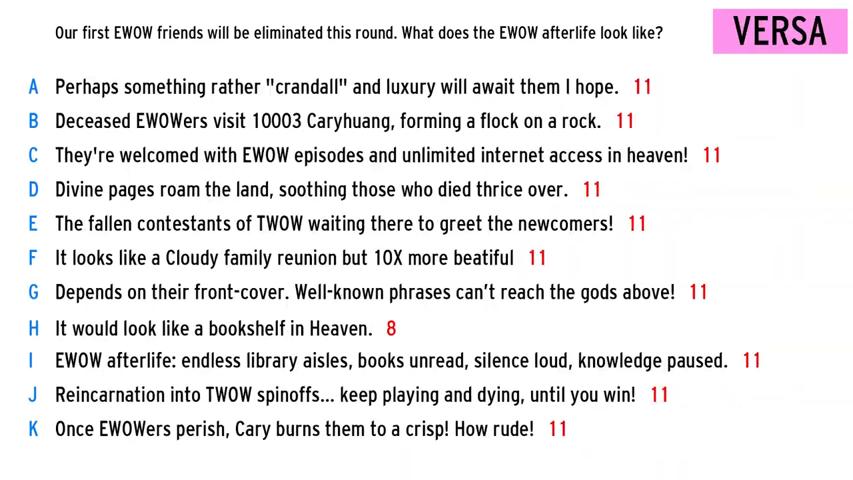 Our first EWOW friends will be eliminated this round. What does the EWOW afterlife look like?
VERSA
A Perhaps something rather "crandall" and luxury will await them I hope. 11
B Deceased EWOWers visit 10003 Caryhuang, forming a flock on a rock. 11
C They're welcomed with EWOW episodes and unlimited internet access in heaven! 11
D Divine pages roam the land, soothing those who died thrice over. 11
E The fallen contestants of TWOW waiting there to greet the newcomers! 11
F It looks like a Cloudy family reunion but 10X more beatiful 11
G Depends on their front-cover. Well-known phrases can’t reach the gods above! 11
H It would look like a bookshelf in Heaven. 8
I EWOW afterlife: endless library aisles, books unread, silence loud, knowledge paused. 11
J Reincarnation into TWOW spinoffs... keep playing and dying, until you win! 11
K Once EWOWers perish, Cary burns them to a crisp! How rude! 11